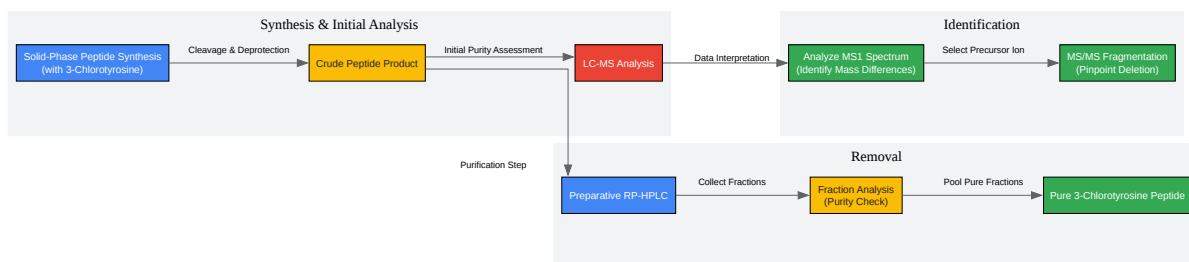 Synthesis & Initial Analysis
Solid-Phase Peptide Synthesis
(with 3-Chlorotyrosine)
Cleavage & Deprotection
Crude Peptide Product
Initial Purity Assessment
LC-MS Analysis
Data Interpretation
Identification
Analyze MS1 Spectrum
(Identify Mass Differences)
Select Precursor Ion
MS/MS Fragmentation
(Pinpoint Deletion)
Purification Step
Removal
Preparative RP-HPLC
Collect Fractions
Fraction Analysis
(Purity Check)
Pool Pure Fractions
Pure 3-Chlorotyrosine Peptide